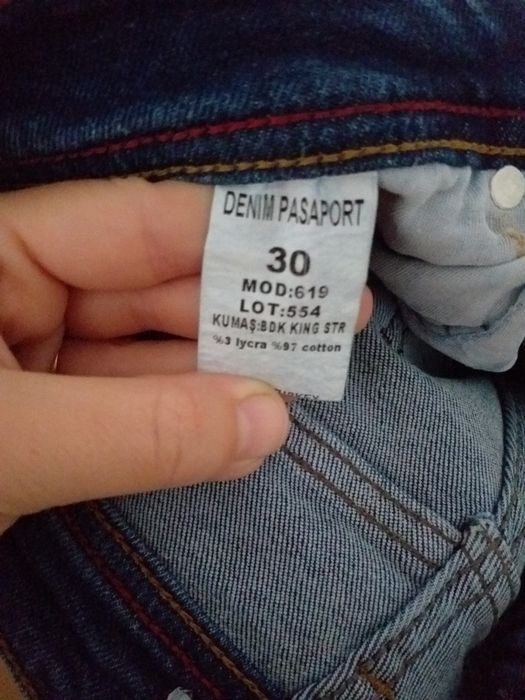 DENIM PASAPORT
30
MOD:619
LOT:554
KUMAŞ:BDK KING STR
%3 lycra %97 cotton